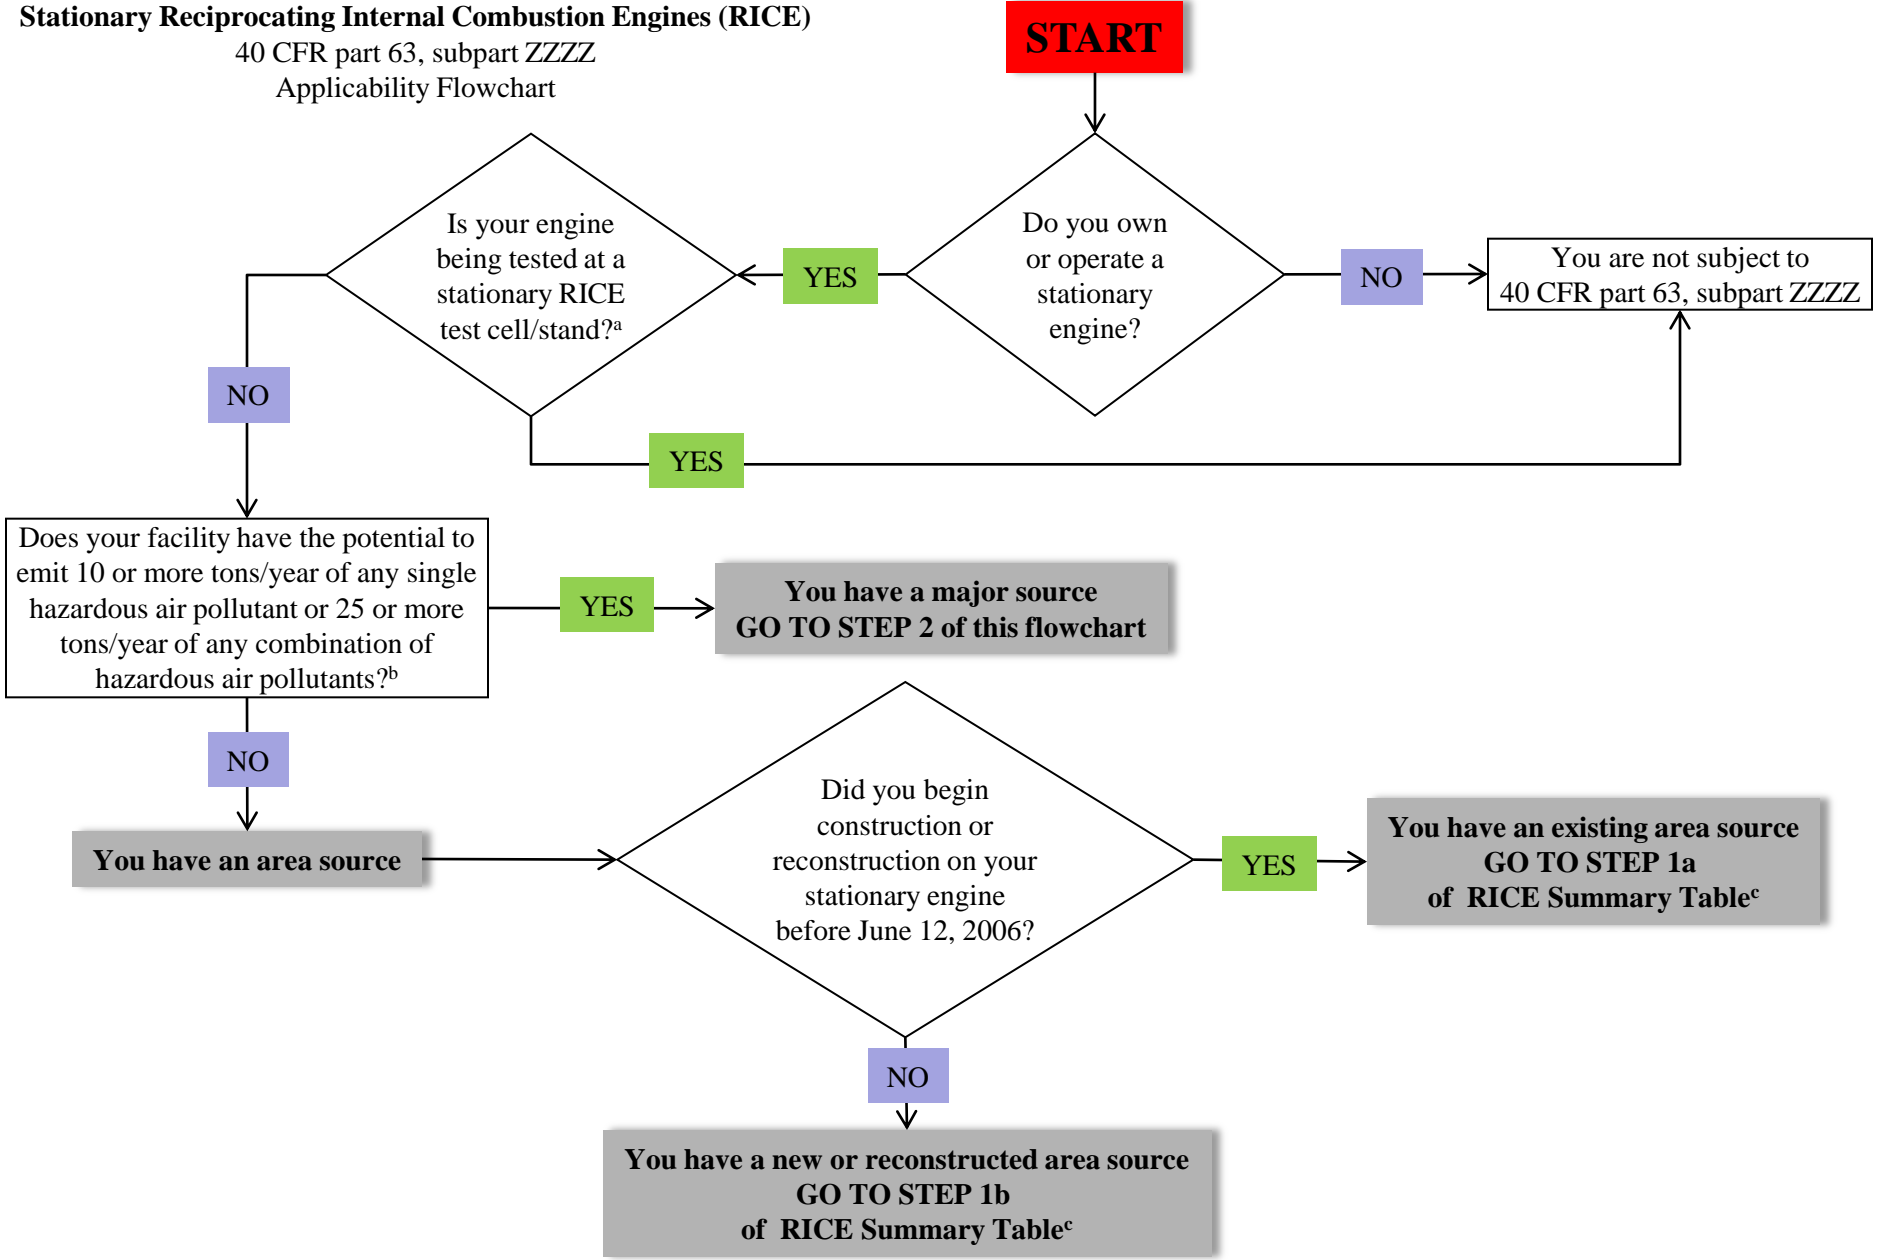 Stationary Reciprocating Internal Combustion Engines (RICE)
40 CFR part 63, subpart ZZZZ
Applicability Flowchart
START
Do you own
or operate a
stationary
engine?
YES
NO
You are not subject to
40 CFR part 63, subpart ZZZZ
Is your engine
being tested at a
stationary RICE
test cell/stand?ᵃ
NO
YES
Does your facility have the potential to
emit 10 or more tons/year of any single
hazardous air pollutant or 25 or more
tons/year of any combination of
hazardous air pollutants?ᵇ
YES
You have a major source
GO TO STEP 2 of this flowchart
NO
You have an area source
Did you begin
construction or
reconstruction on your
stationary engine
before June 12, 2006?
YES
You have an existing area source
GO TO STEP 1a
of RICE Summary Tableᶜ
NO
You have a new or reconstructed area source
GO TO STEP 1b
of RICE Summary Tableᶜ